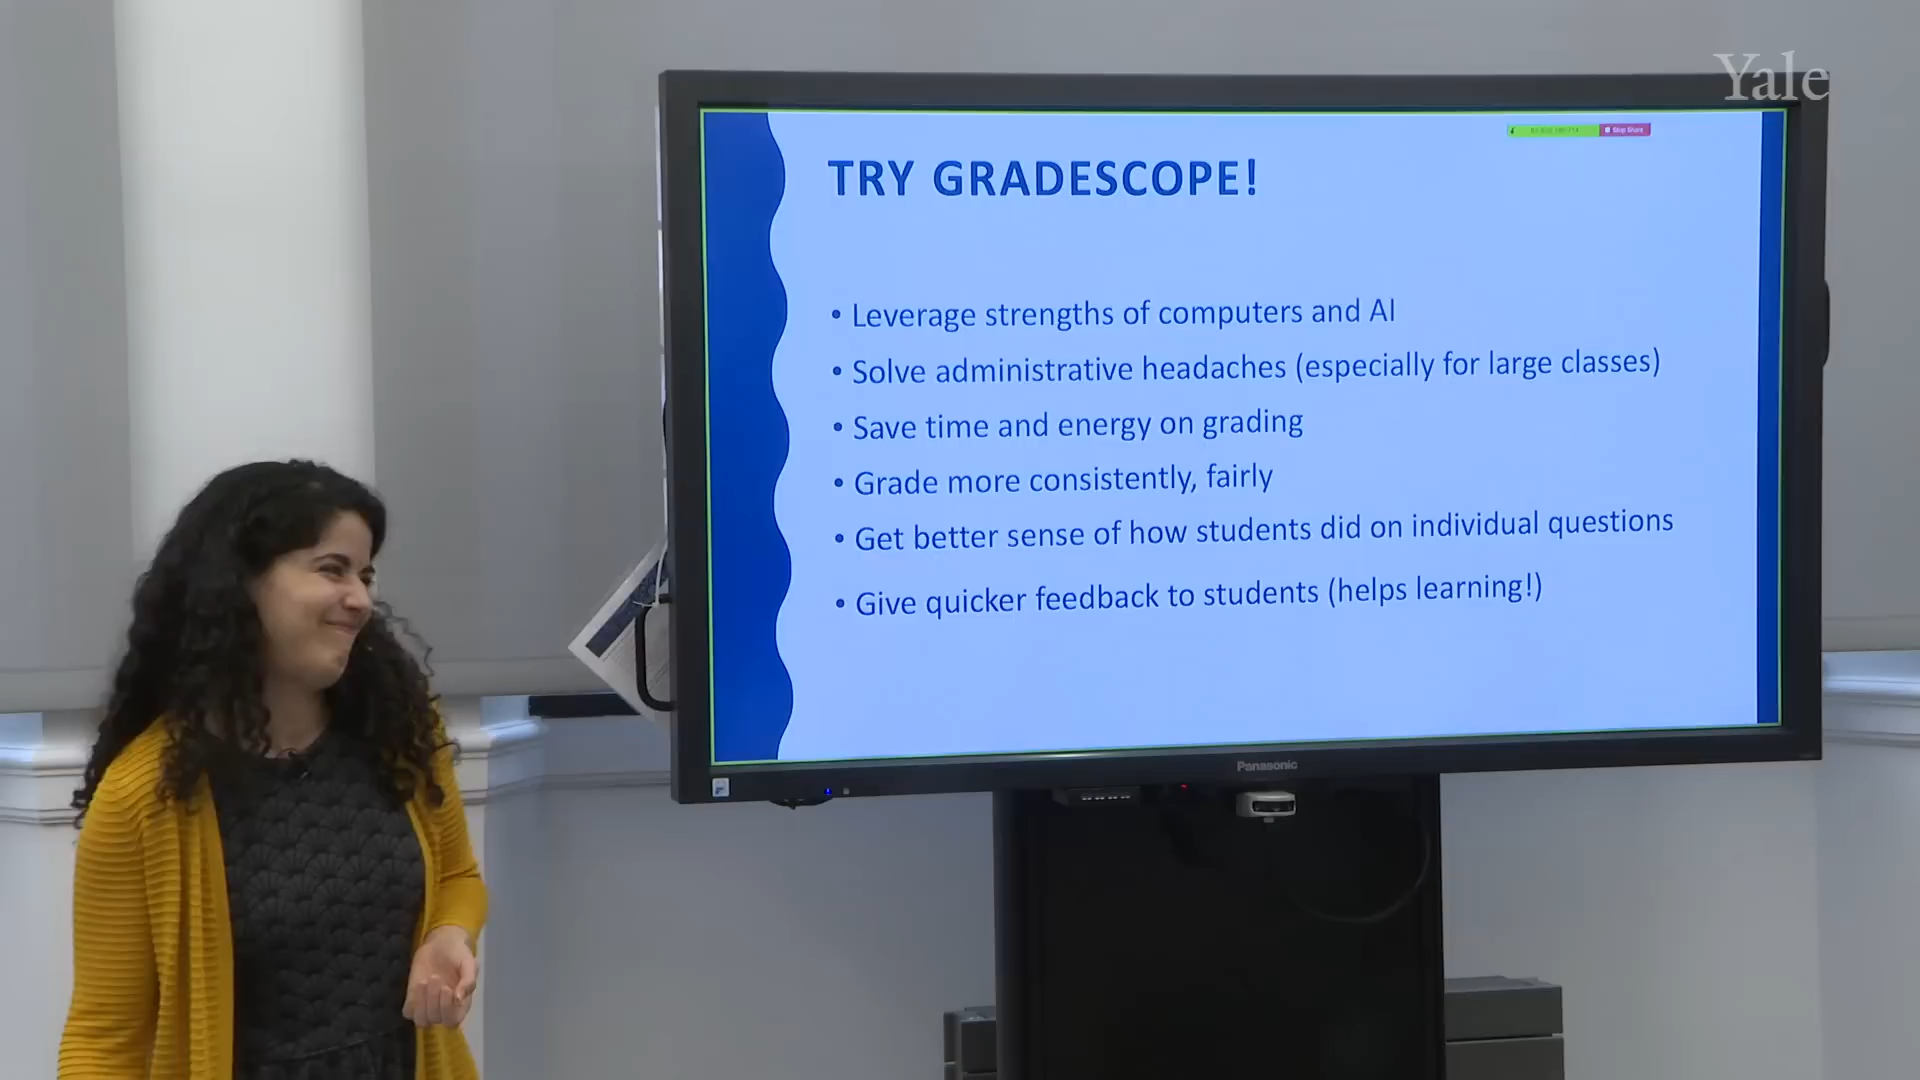 Yale
TRY GRADESCOPE!
• Leverage strengths of computers and AI
• Solve administrative headaches (especially for large classes)
• Save time and energy on grading
• Grade more consistently, fairly
• Get better sense of how students did on individual questions
• Give quicker feedback to students (helps learning!)
Stop Share
Panasonic